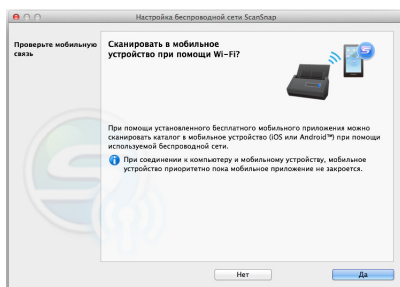 Настройка беспроводной сети ScanSnap
Проверьте мобильную
связь
Сканировать в мобильное
устройство при помощи Wi-Fi?
При помощи установленного бесплатного мобильного приложения можно
сканировать каталог в мобильное устройство (iOS или Android™) при помощи
используемой беспроводной сети.
При соединении к компьютеру и мобильному устройству, мобильное
устройство приоритетно пока мобильное приложение не закроется.
Нет
Да